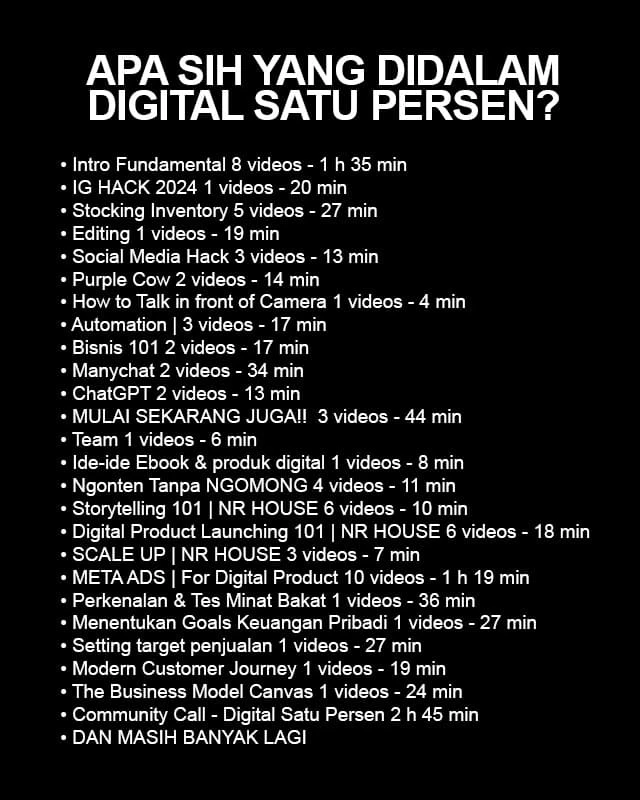 APA SIH YANG DIDALAM
DIGITAL SATU PERSEN?
• Intro Fundamental 8 videos - 1 h 35 min
• IG HACK 2024 1 videos - 20 min
• Stocking Inventory 5 videos - 27 min
• Editing 1 videos - 19 min
• Social Media Hack 3 videos - 13 min
• Purple Cow 2 videos - 14 min
• How to Talk in front of Camera 1 videos - 4 min
• Automation | 3 videos - 17 min
• Bisnis 101 2 videos - 17 min
• Manychat 2 videos - 34 min
• ChatGPT 2 videos - 13 min
• MULAI SEKARANG JUGA!!  3 videos - 44 min
• Team 1 videos - 6 min
• Ide-ide Ebook & produk digital 1 videos - 8 min
• Ngonten Tanpa NGOMONG 4 videos - 11 min
• Storytelling 101 | NR HOUSE 6 videos - 10 min
• Digital Product Launching 101 | NR HOUSE 6 videos - 18 min
• SCALE UP | NR HOUSE 3 videos - 7 min
• META ADS | For Digital Product 10 videos - 1 h 19 min
• Perkenalan & Tes Minat Bakat 1 videos - 36 min
• Menentukan Goals Keuangan Pribadi 1 videos - 27 min
• Setting target penjualan 1 videos - 27 min
• Modern Customer Journey 1 videos - 19 min
• The Business Model Canvas 1 videos - 24 min
• Community Call - Digital Satu Persen 2 h 45 min
• DAN MASIH BANYAK LAGI